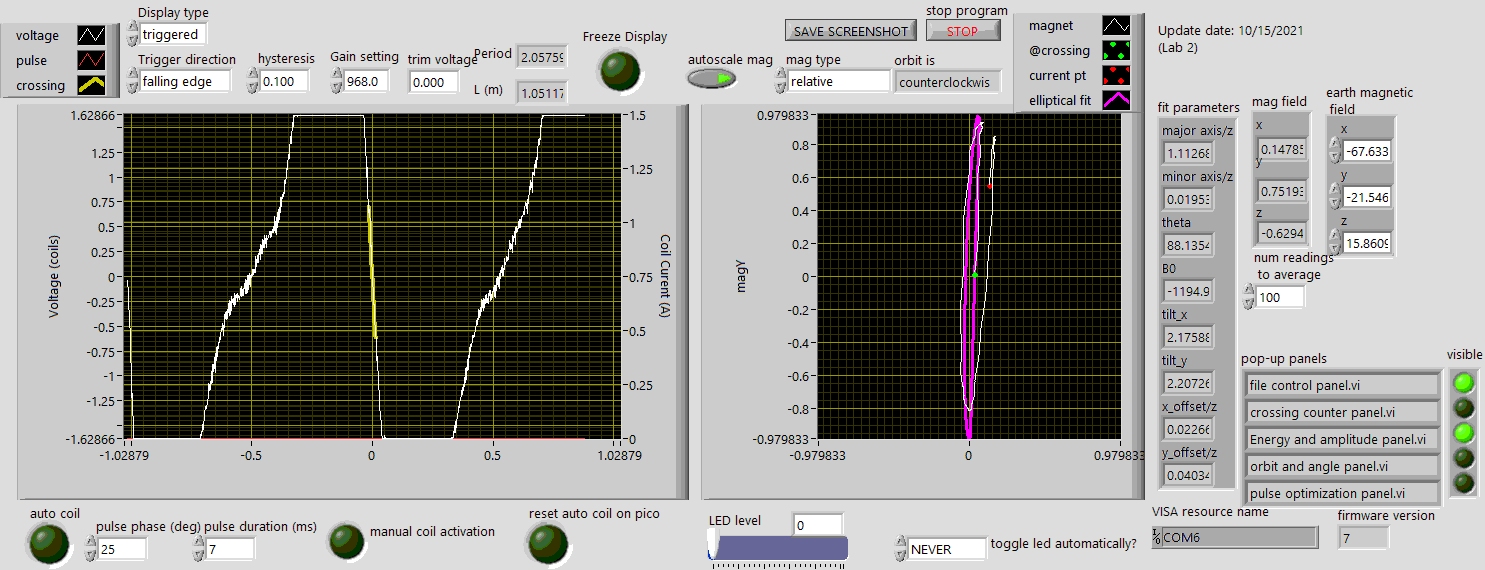 voltage
pulse
crossing
Display type
triggered
Trigger direction
falling edge
hysteresis
0.100
Gain setting
968.0
trim voltage
0.000
Period
2.0575
L (m)
1.0511
Freeze Display
SAVE SCREENSHOT
stop program
STOP
autoscale mag
mag type
relative
orbit is
counterclockwis
magnet
@crossing
current pt
elliptical fit
Update date: 10/15/2021
(Lab 2)
1.62866
1.25
1
0.75
0.5
0.25
0
-0.25
-0.5
-0.75
-1
-1.25
-1.62866
Voltage (coils)
-1.02879
-0.5
0
0.5
1.02879
1.5
1.25
1
0.75
0.5
0.25
0
Coil Curent (A)
0.979833
0.8
0.6
0.4
0.2
0
-0.2
-0.4
-0.6
-0.8
-0.979833
magY
-0.979833
0
0.979833
fit parameters
major axis/z
1.1126
minor axis/z
0.0195
theta
88.1354
B0
-1194.9
tilt_x
2.1758
tilt_y
2.2072
x_offset/z
0.0226
y_offset/z
0.0403
mag field
x
0.1478
y
0.7519
z
-0.6294
earth magnetic
field
x
-67.633
y
-21.546
z
15.860
num readings
to average
100
pop-up panels
visible
file control panel.vi
crossing counter panel.vi
Energy and amplitude panel.vi
orbit and angle panel.vi
pulse optimization panel.vi
auto coil
pulse phase (deg)
25
pulse duration (ms)
7
manual coil activation
reset auto coil on pico
LED level
0
NEVER
toggle led automatically?
VISA resource name
COM6
firmware version
7